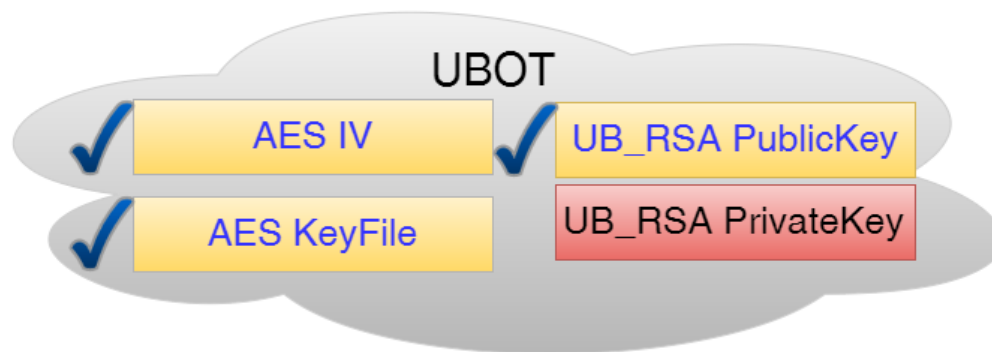 UBOT
AES IV
UB_RSA PublicKey
AES KeyFile
UB_RSA PrivateKey